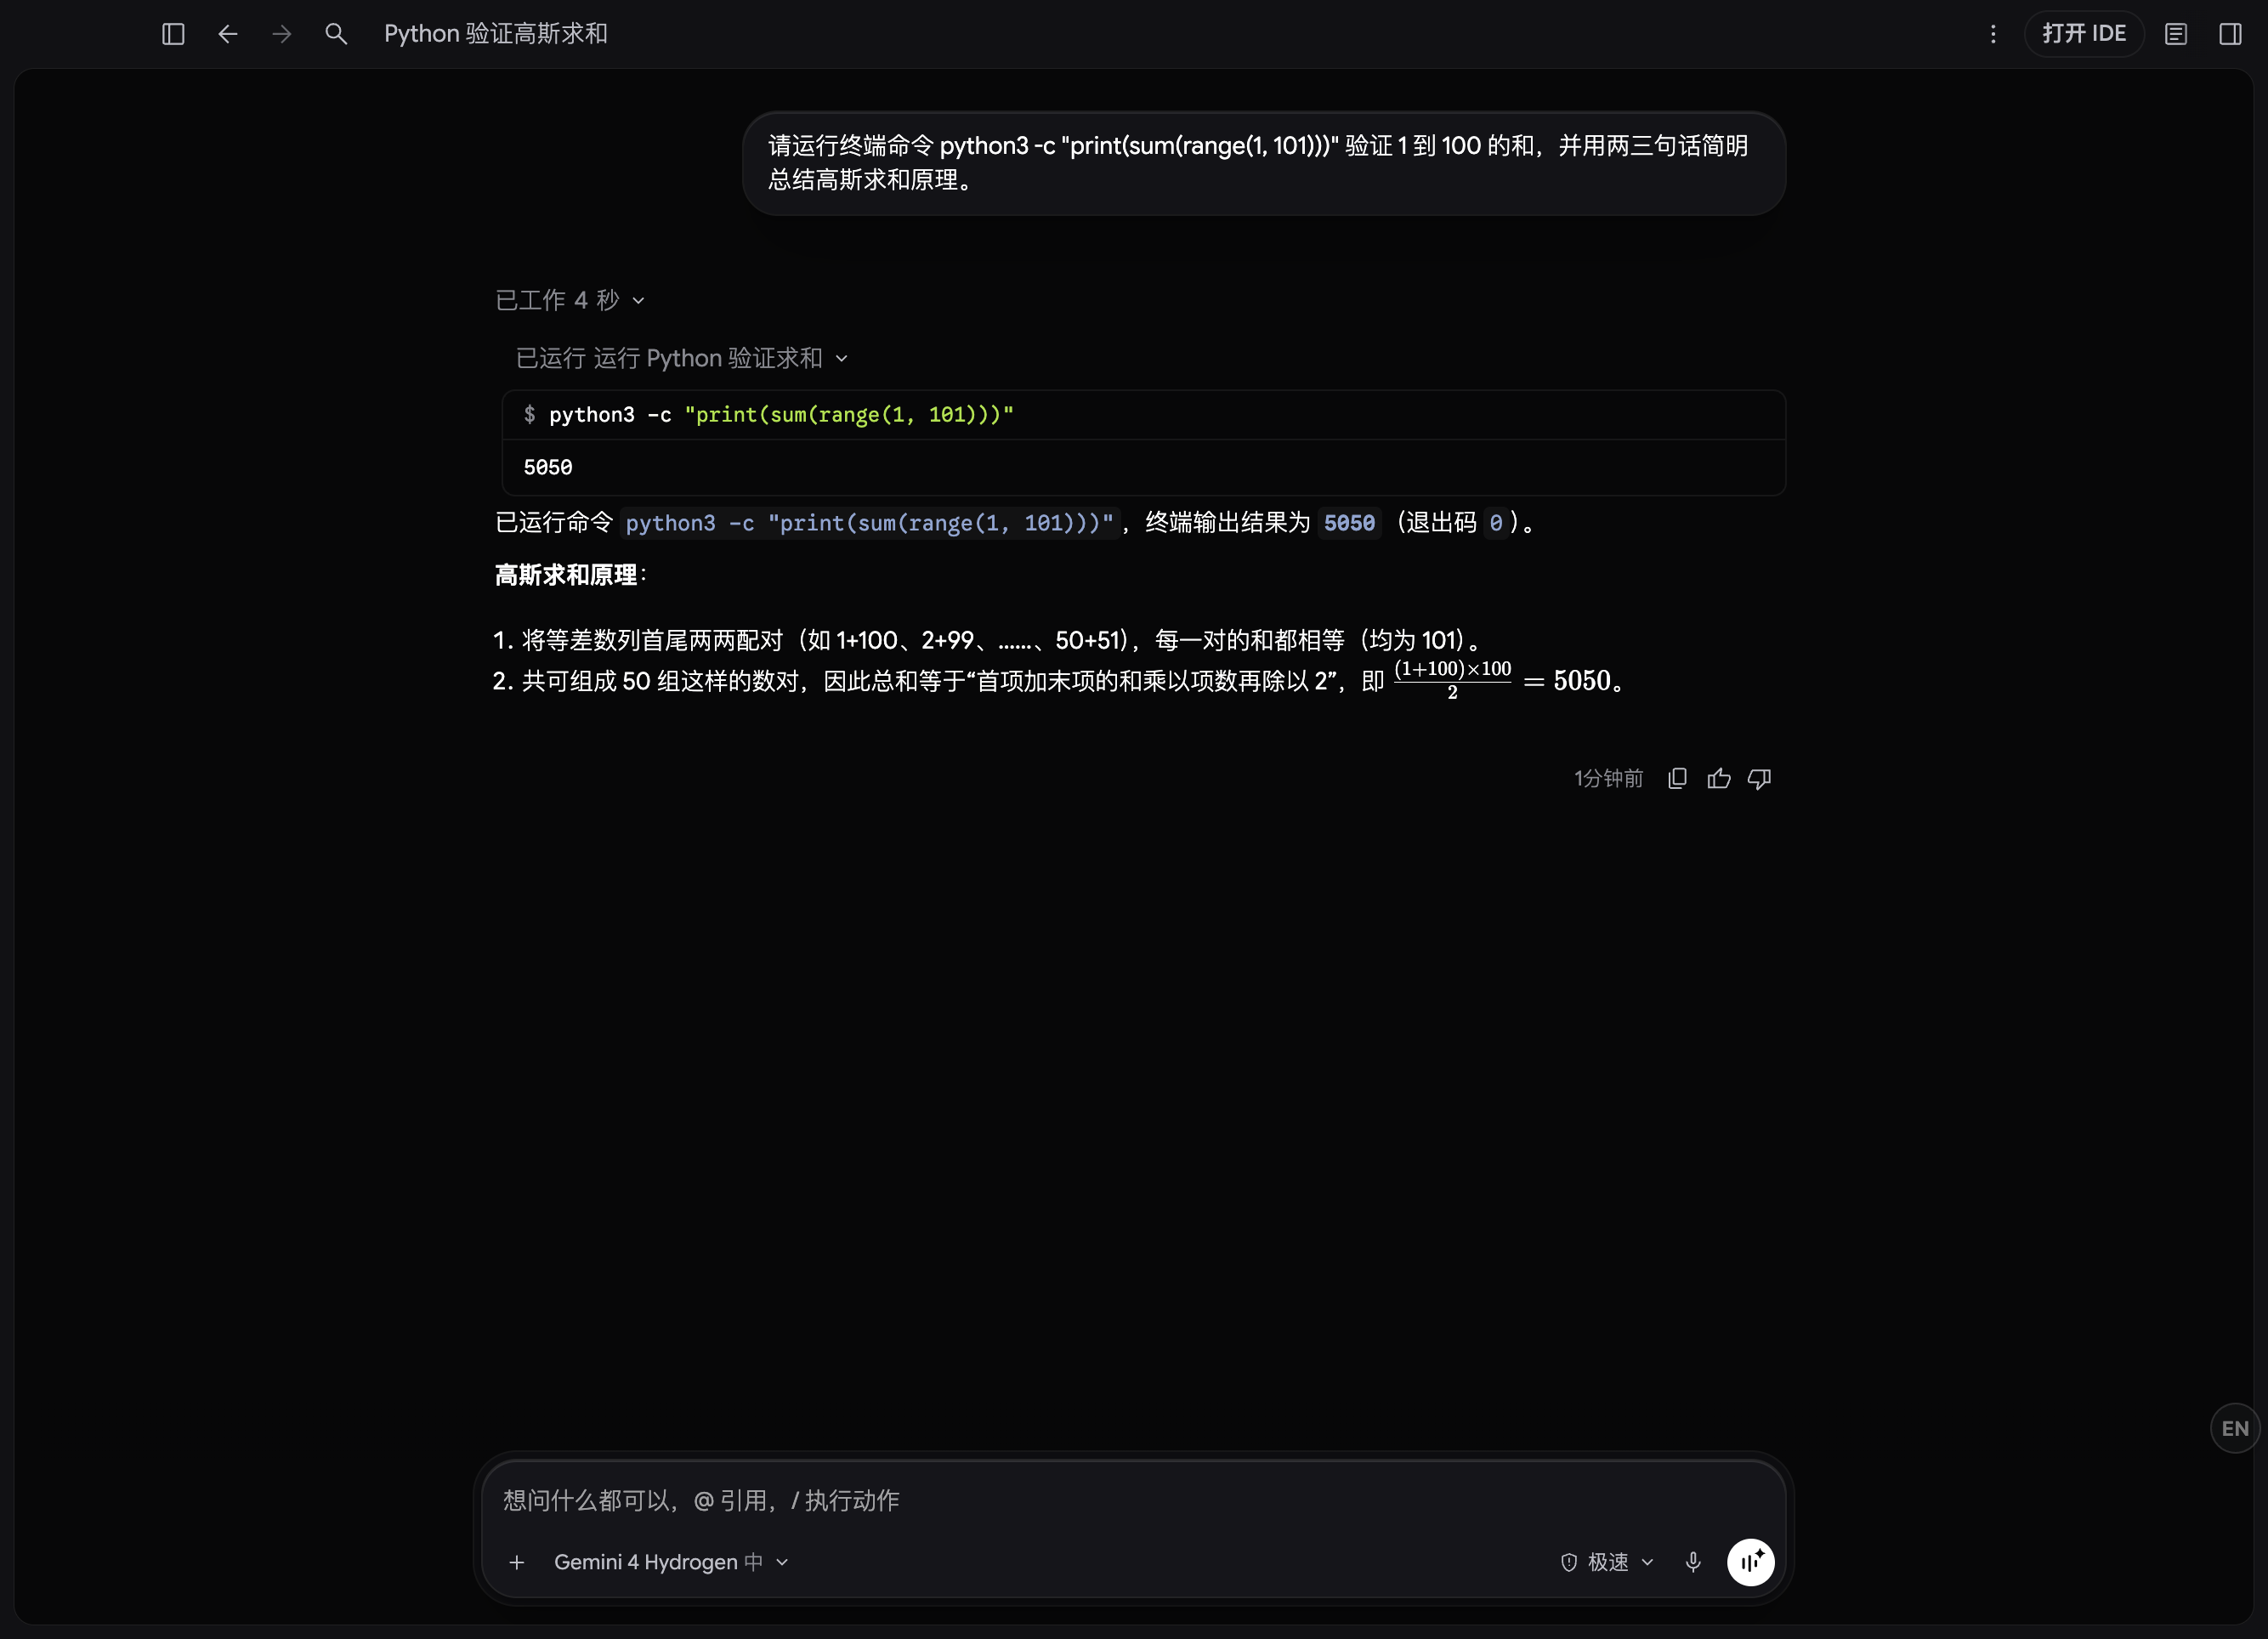 Python 验证高斯求和
打开 IDE
请运行终端命令 python3 -c "print(sum(range(1, 101)))" 验证 1 到 100 的和，并用两三句话简明
总结高斯求和原理。
已工作 4 秒
已运行 运行 Python 验证求和
$ python3 -c "print(sum(range(1, 101)))"
5050
已运行命令 python3 -c "print(sum(range(1, 101)))"，终端输出结果为 5050（退出码 0）。
高斯求和原理：
1. 将等差数列首尾两两配对（如 1+100、2+99、……、50+51），每一对的和都相等（均为 101）。
2. 共可组成 50 组这样的数对，因此总和等于“首项加末项的和乘以项数再除以 2”，即 (1+100)×100/2 = 5050。
1分钟前
EN
想问什么都可以，@ 引用，/ 执行动作
Gemini 4 Hydrogen 中
极速